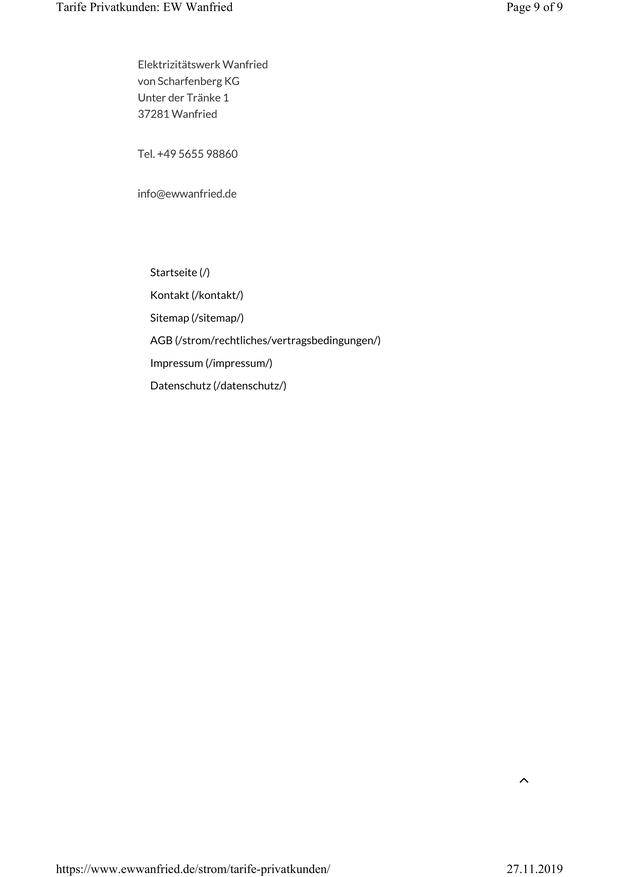 Tarife Privatkunden: EW Wanfried Page 9 of 9
Elektrizitätswerk Wanfried
von Scharfenberg KG
Unter der Tränke 1
37281 Wanfried
Tel. +49 5655 98860
info@ewwanfried.de
Startseite (/)
Kontakt (/kontakt/)
Sitemap (/sitemap/)
AGB (/strom/rechtliches/vertragsbedingungen/)
Impressum (/impressum/)
Datenschutz (/datenschutz/)
https://www.ewwanfried.de/strom/tarife-privatkunden/ 27.11.2019